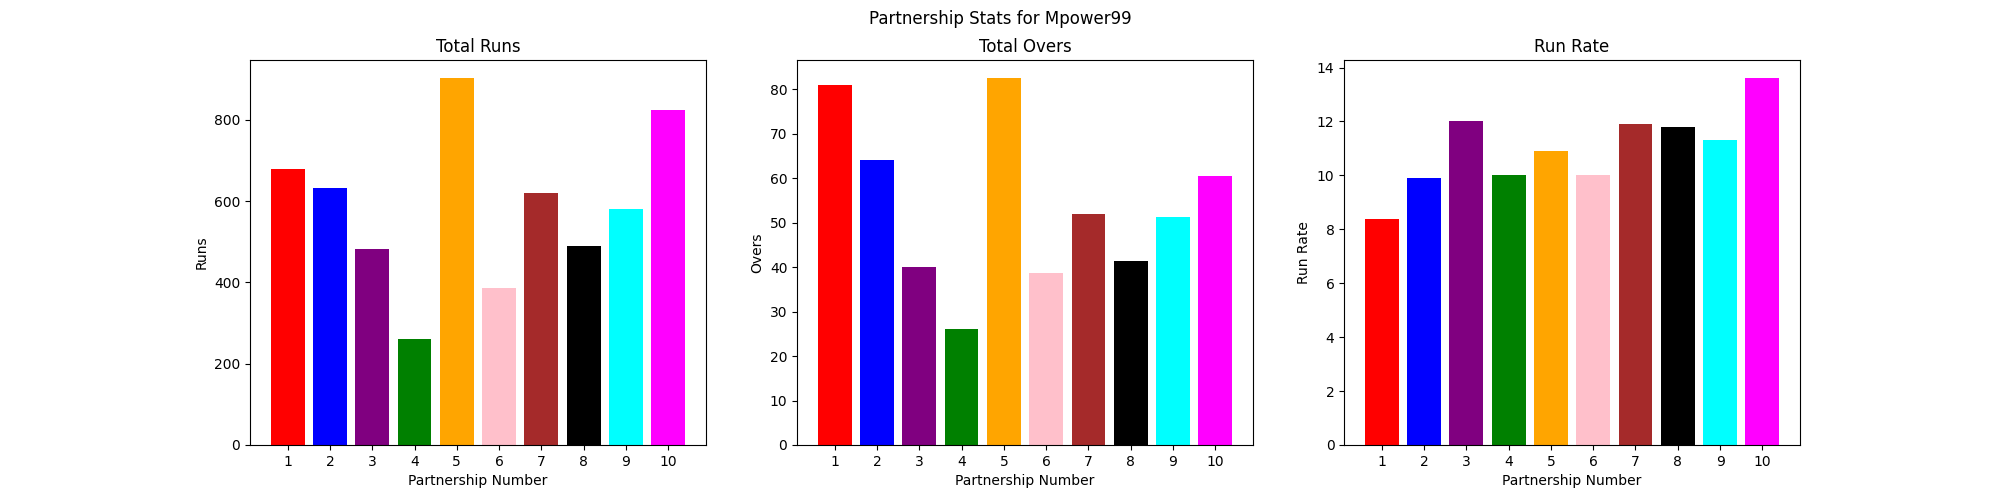 Partnership Stats for Mpower99
Total Runs
Runs
800
600
400
200
0
1 2 3 4 5 6 7 8 9 10
Partnership Number
Total Overs
Overs
80
70
60
50
40
30
20
10
0
1 2 3 4 5 6 7 8 9 10
Partnership Number
Run Rate
Run Rate
14
12
10
8
6
4
2
0
1 2 3 4 5 6 7 8 9 10
Partnership Number